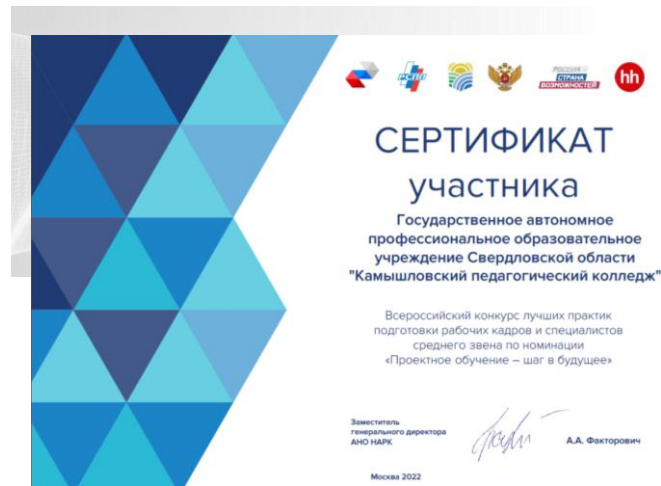 РСПП
РОССИЯ
СТРАНА
ВОЗМОЖНОСТЕЙ
hh
СЕРТИФИКАТ
участника
Государственное автономное
профессиональное образовательное
учреждение Свердловской области
"Камышловский педагогический колледж"
Всероссийский конкурс лучших практик
подготовки рабочих кадров и специалистов
среднего звена по номинации
«Проектное обучение – шаг в будущее»
Заместитель
генерального директора
АНО НАРК
А.А. Факторович
Москва 2022